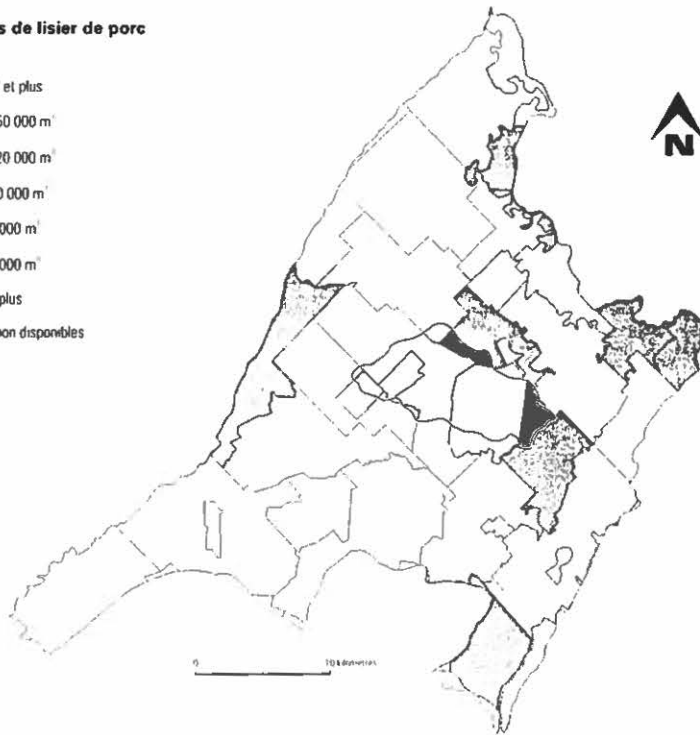 s de lisier de porc
et plus
50 000 m³
20 000 m³
0 000 m³
000 m³
000 m³
plus
non disponibles
N
0 10 kilomètres